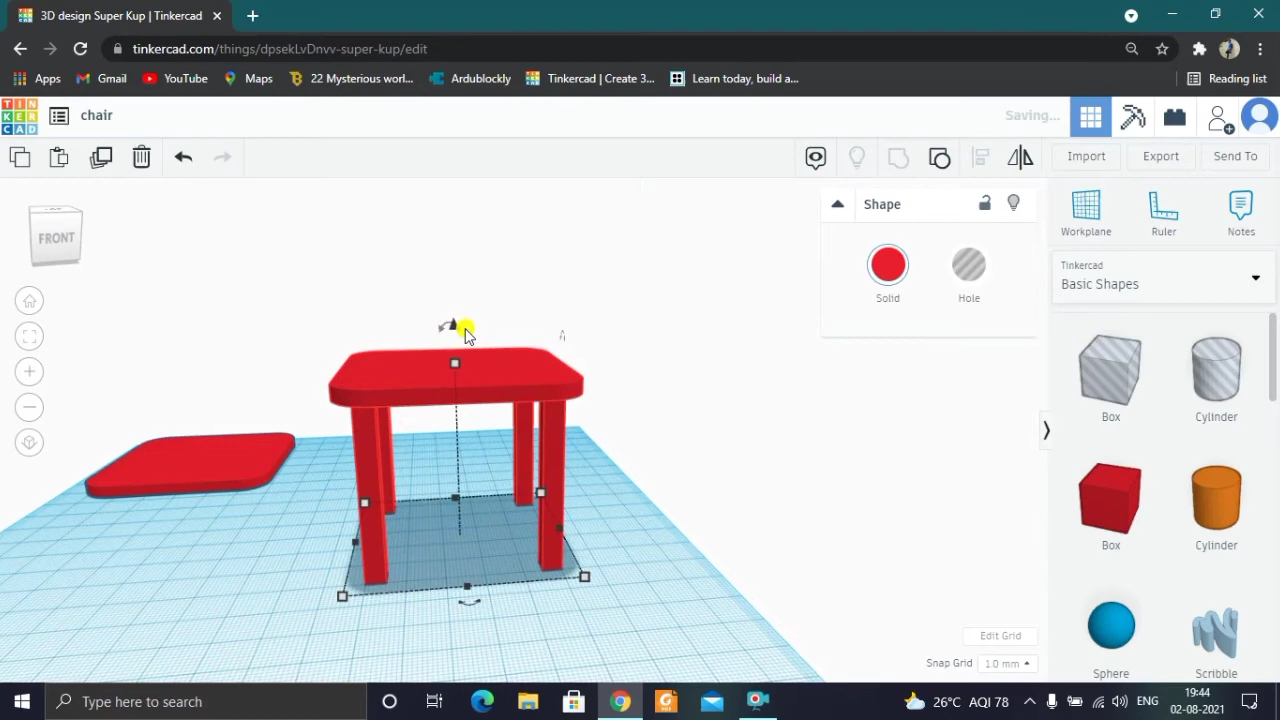 3D design Super Kup | Tinkercad
tinkercad.com/things/dpsekLvDnvv-super-kup/edit
Apps Gmail YouTube Maps 22 Mysterious worl... Ardublockly Tinkercad | Create 3... Learn today, build a... Reading list
TIN
KER
CAD
chair
Saving...
Import Export Send To
FRONT
Shape
Solid Hole
Workplane Ruler Notes
Tinkercad
Basic Shapes
Box Cylinder
Box Cylinder
Sphere Scribble
Edit Grid
Snap Grid 1.0 mm
Type here to search
26°C AQI 78 ENG
19:44
02-08-2021